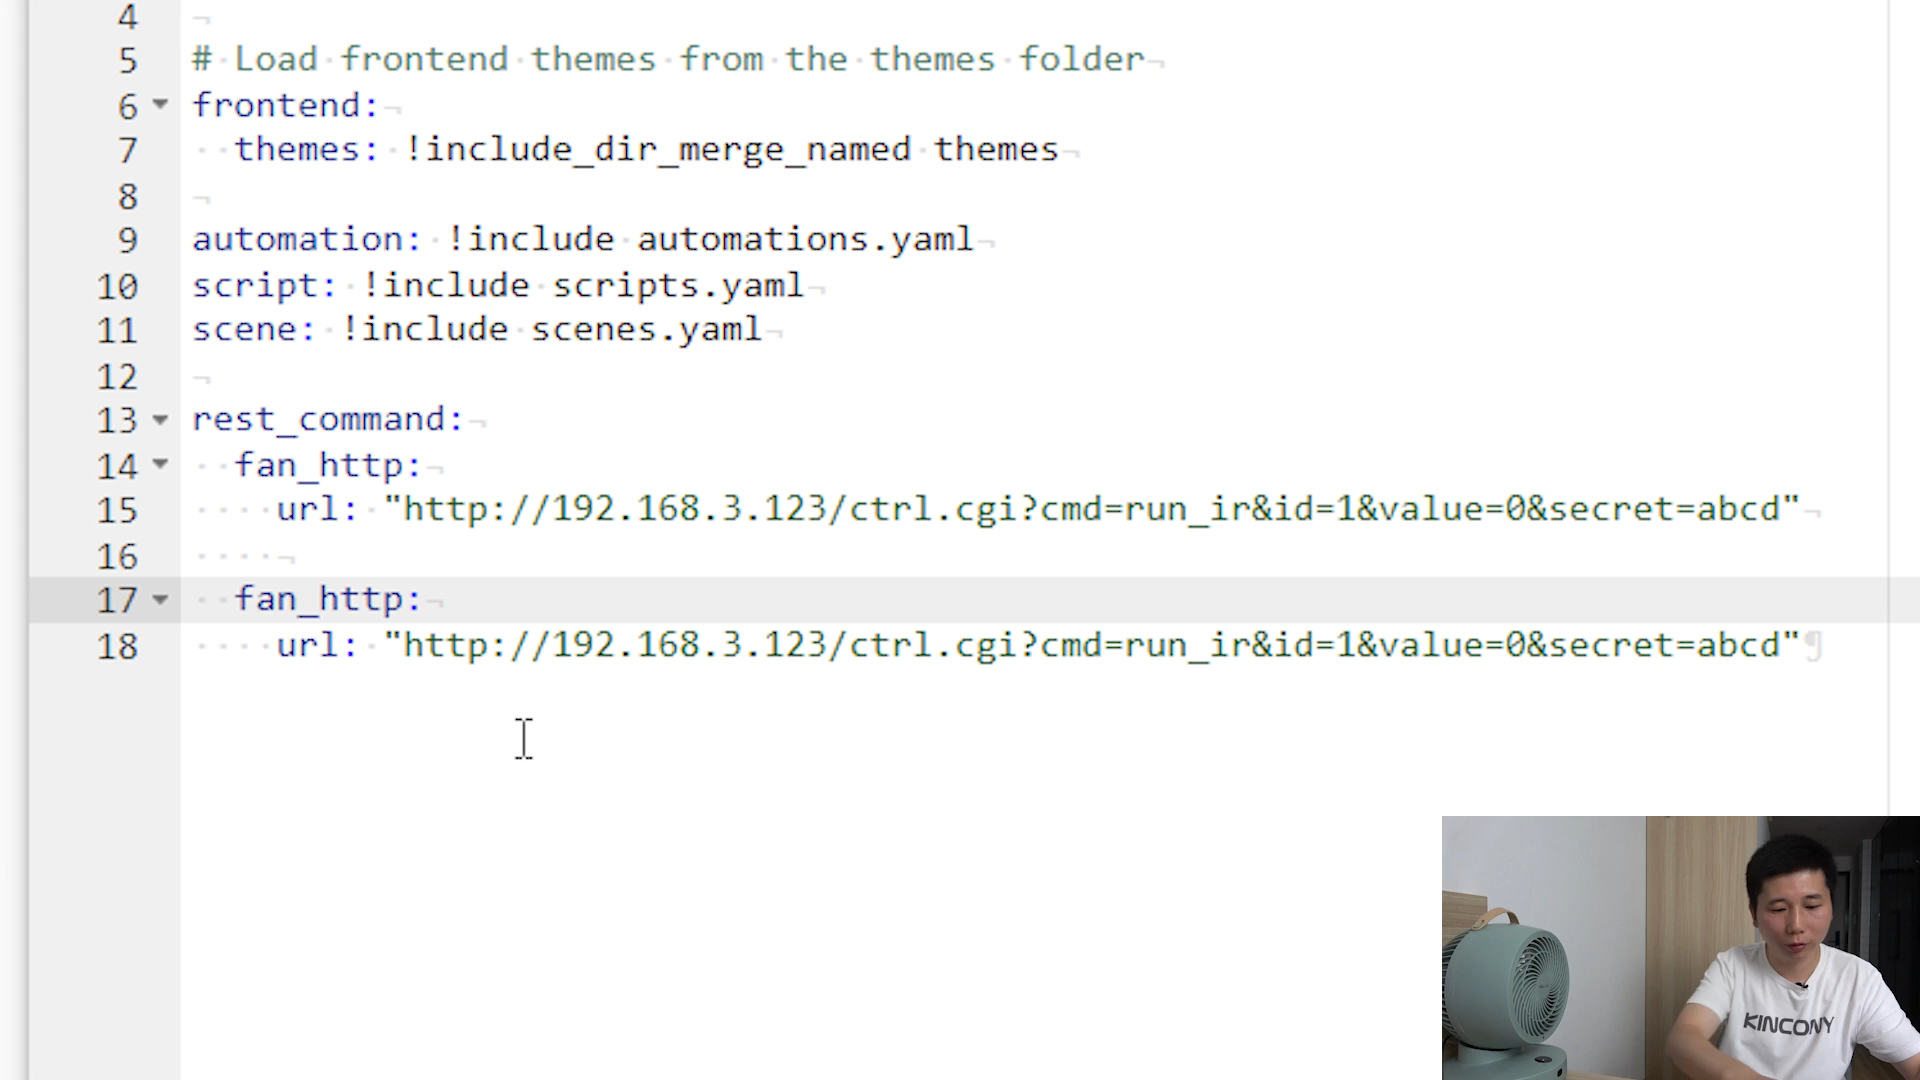 4
5 # Load frontend themes from the themes folder
6 frontend:
7   themes: !include_dir_merge_named themes
8
9 automation: !include automations.yaml
10 script: !include scripts.yaml
11 scene: !include scenes.yaml
12
13 rest_command:
14   fan_http:
15     url: "http://192.168.3.123/ctrl.cgi?cmd=run_ir&id=1&value=0&secret=abcd"
16
17   fan_http:
18     url: "http://192.168.3.123/ctrl.cgi?cmd=run_ir&id=1&value=0&secret=abcd"
KINCONY